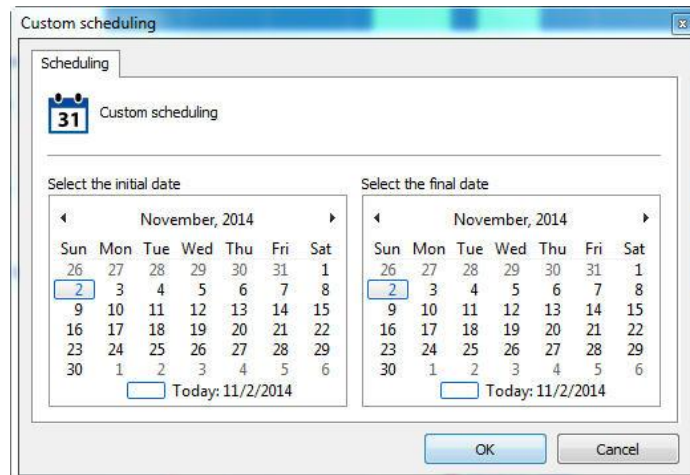 Custom scheduling
Scheduling
31 Custom scheduling
Select the initial date
November, 2014
Sun Mon Tue Wed Thu Fri Sat
26 27 28 29 30 31 1
2 3 4 5 6 7 8
9 10 11 12 13 14 15
16 17 18 19 20 21 22
23 24 25 26 27 28 29
30 1 2 3 4 5 6
Today: 11/2/2014
Select the final date
November, 2014
Sun Mon Tue Wed Thu Fri Sat
26 27 28 29 30 31 1
2 3 4 5 6 7 8
9 10 11 12 13 14 15
16 17 18 19 20 21 22
23 24 25 26 27 28 29
30 1 2 3 4 5 6
Today: 11/2/2014
OK Cancel